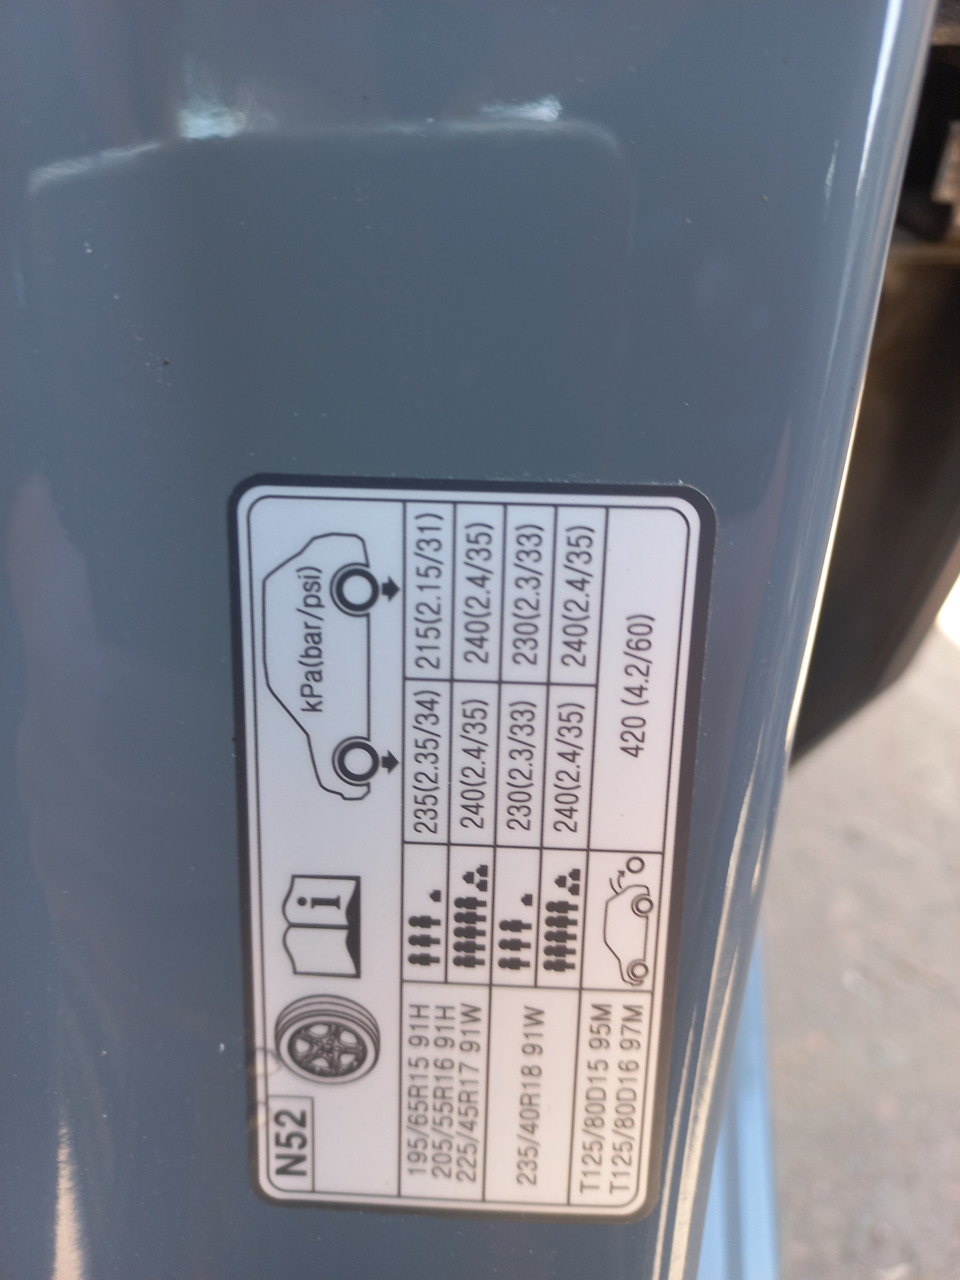 N52
i
kPa(bar/psi)
195/65R15 91H
205/55R16 91H
225/45R17 91W
235(2.35/34) 215(2.15/31)
240(2.4/35) 240(2.4/35)
235/40R18 91W
230(2.3/33) 230(2.3/33)
240(2.4/35) 240(2.4/35)
T125/80D15 95M
T125/80D16 97M
420 (4.2/60)